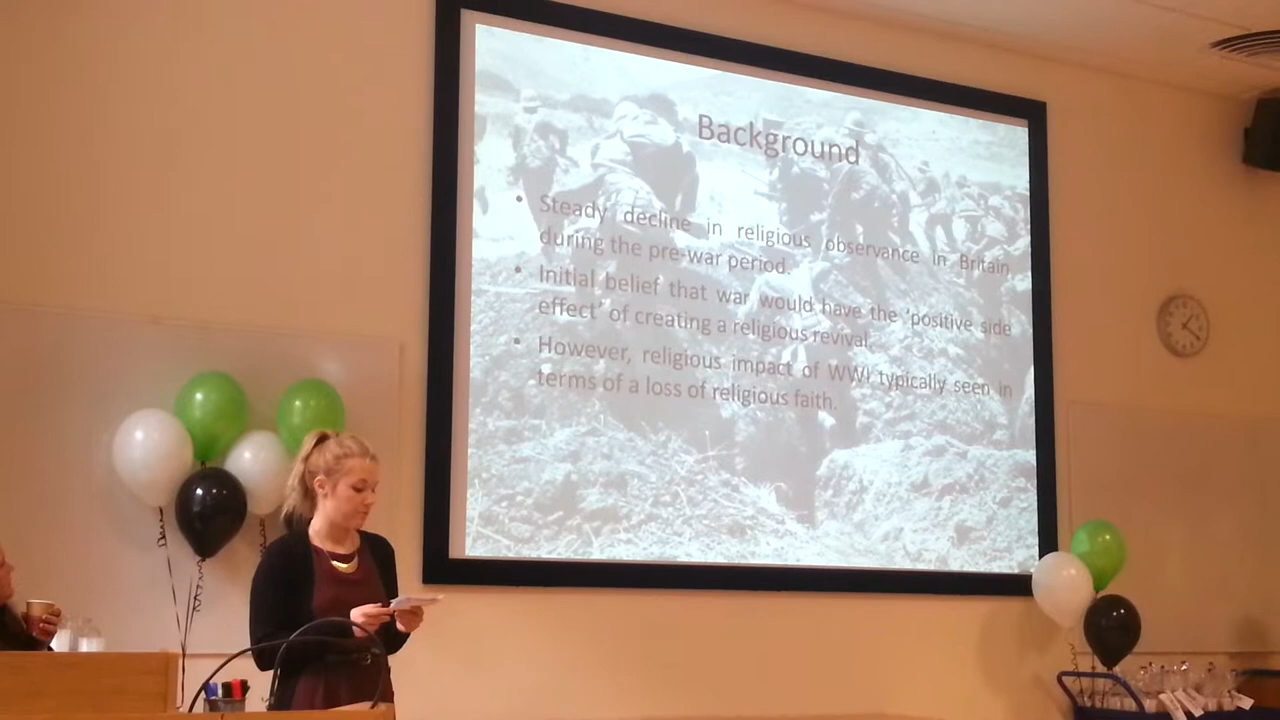 Background
• Steady decline in religious observance in Britain
during the pre-war period.
• Initial belief that war would have the 'positive side
effect' of creating a religious revival.
• However, religious impact of WWI typically seen in
terms of a loss of religious faith.